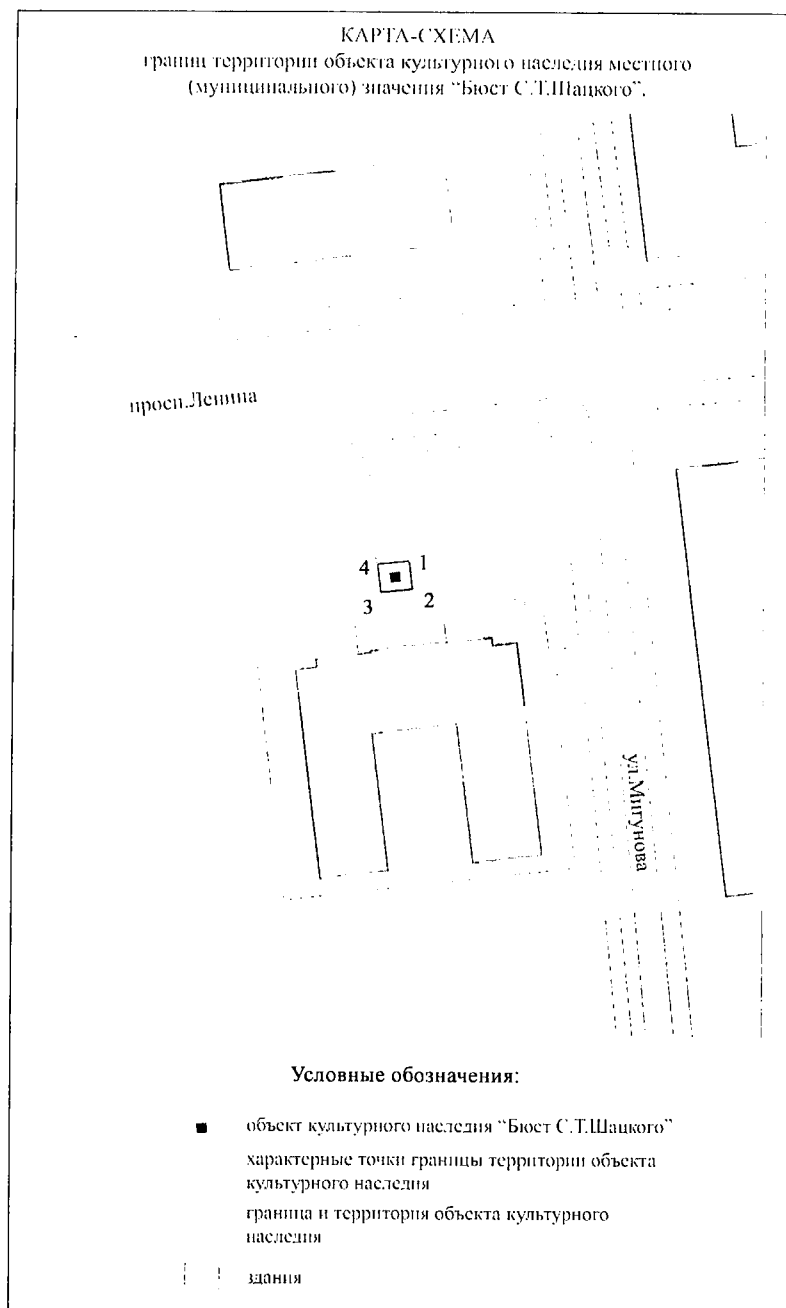 КАРТА-СХЕМА
границ территории объекта культурного наследия местного
(муниципального) значения “Бюст С.Т.Шацкого”.
просп.Ленина
4 1
3 2
ул.Мигунова
Условные обозначения:
объект культурного наследия “Бюст С.Т.Шацкого”
характерные точки границы территории объекта
культурного наследия
граница и территория объекта культурного
наследия
здания